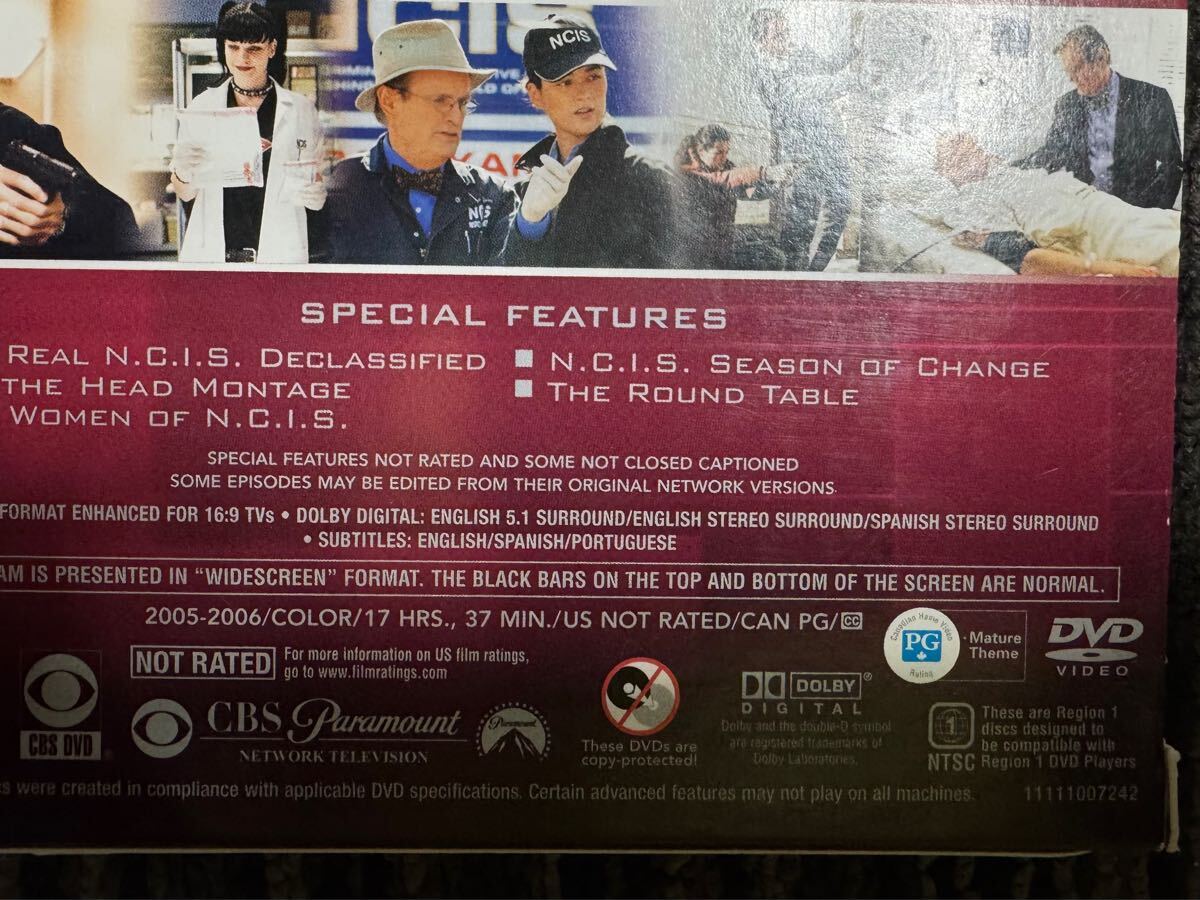 NCIS
NCIS
NCIS
SPECIAL FEATURES
REAL N.C.I.S. DECLASSIFIED
THE HEAD MONTAGE
WOMEN OF N.C.I.S.
N.C.I.S. SEASON OF CHANGE
THE ROUND TABLE
SPECIAL FEATURES NOT RATED AND SOME NOT CLOSED CAPTIONED
SOME EPISODES MAY BE EDITED FROM THEIR ORIGINAL NETWORK VERSIONS.
FORMAT ENHANCED FOR 16:9 TVs • DOLBY DIGITAL: ENGLISH 5.1 SURROUND/ENGLISH STEREO SURROUND/SPANISH STEREO SURROUND
• SUBTITLES: ENGLISH/SPANISH/PORTUGUESE
AM IS PRESENTED IN "WIDESCREEN" FORMAT. THE BLACK BARS ON THE TOP AND BOTTOM OF THE SCREEN ARE NORMAL.
2005-2006/COLOR/17 HRS., 37 MIN./US NOT RATED/CAN PG/CC
NOT RATED
For more information on US film ratings,
go to www.filmratings.com
Canadian Home Video
PG
Rating
· Mature
Theme
DVD
VIDEO
CBS DVD
CBS Paramount
NETWORK TELEVISION
Paramount
These DVDs are
copy-protected!
DOLBY®
DIGITAL
Dolby and the double-D symbol
are registered trademarks of
Dolby Laboratories.
1
NTSC
These are Region 1
discs designed to
be compatible with
Region 1 DVD Players
s were created in compliance with applicable DVD specifications. Certain advanced features may not play on all machines.
11111007242